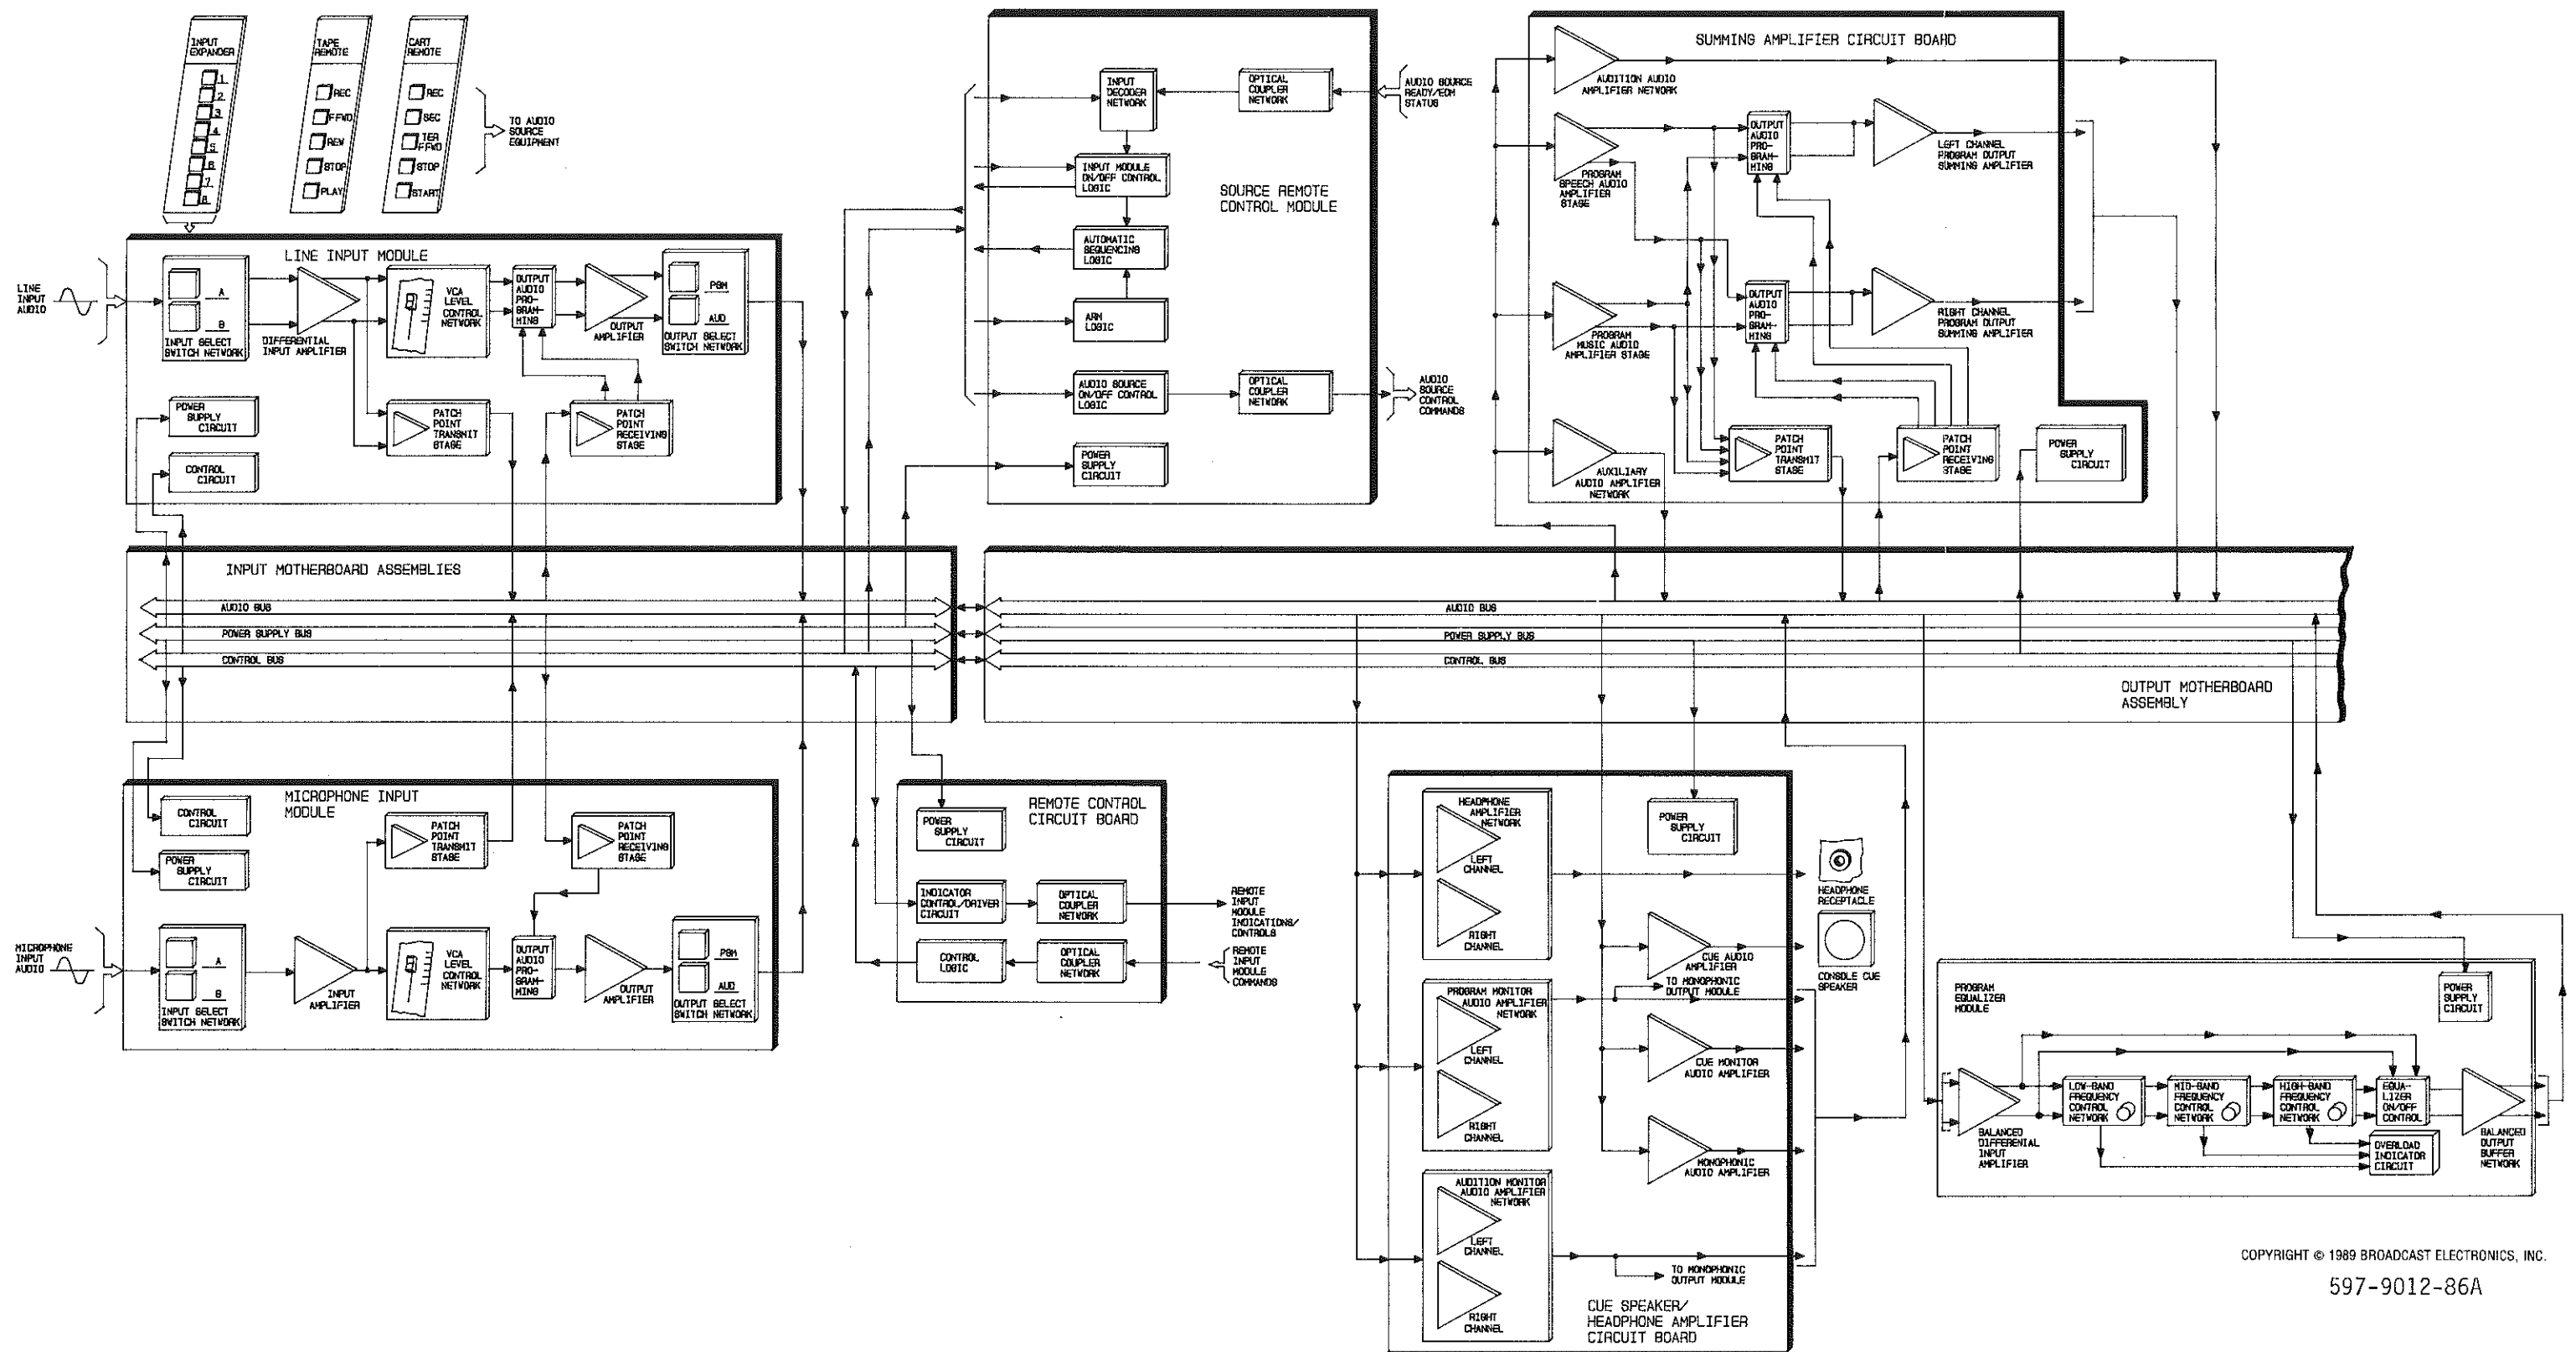 INPUT
EXPANDER
1
2
3
4
5
6
7
8
TAPE
REMOTE
REC
FFWD
REW
STOP
PLAY
CART
REMOTE
REC
SEC
TER
FFWD
STOP
START
TO AUDIO
SOURCE
EQUIPMENT
LINE INPUT MODULE
LINE
INPUT
AUDIO
A
B
INPUT SELECT
SWITCH NETWORK
DIFFERENTIAL
INPUT AMPLIFIER
VCA
LEVEL
CONTROL
NETWORK
OUTPUT
AUDIO
PRO-
GRAM-
MING
OUTPUT
AMPLIFIER
PGM
AUD
OUTPUT SELECT
SWITCH NETWORK
POWER
SUPPLY
CIRCUIT
CONTROL
CIRCUIT
PATCH
POINT
TRANSMIT
STAGE
PATCH
POINT
RECEIVING
STAGE
SOURCE REMOTE
CONTROL MODULE
INPUT
DECODER
NETWORK
OPTICAL
COUPLER
NETWORK
AUDIO SOURCE
READY/EOM
STATUS
INPUT MODULE
ON/OFF CONTROL
LOGIC
AUTOMATIC
SEQUENCING
LOGIC
ARM
LOGIC
AUDIO SOURCE
ON/OFF CONTROL
LOGIC
OPTICAL
COUPLER
NETWORK
AUDIO
SOURCE
CONTROL
COMMANDS
POWER
SUPPLY
CIRCUIT
SUMMING AMPLIFIER CIRCUIT BOARD
AUDITION AUDIO
AMPLIFIER NETWORK
PROGRAM
SPEECH AUDIO
AMPLIFIER
STAGE
OUTPUT
AUDIO
PRO-
GRAM-
MING
LEFT CHANNEL
PROGRAM OUTPUT
SUMMING AMPLIFIER
PROGRAM
MUSIC AUDIO
AMPLIFIER STAGE
OUTPUT
AUDIO
PRO-
GRAM-
MING
RIGHT CHANNEL
PROGRAM OUTPUT
SUMMING AMPLIFIER
AUXILIARY
AUDIO AMPLIFIER
NETWORK
PATCH
POINT
TRANSMIT
STAGE
PATCH
POINT
RECEIVING
STAGE
POWER
SUPPLY
CIRCUIT
INPUT MOTHERBOARD ASSEMBLIES
AUDIO BUS
POWER SUPPLY BUS
CONTROL BUS
AUDIO BUS
POWER SUPPLY BUS
CONTROL BUS
OUTPUT MOTHERBOARD
ASSEMBLY
MICROPHONE INPUT
MODULE
CONTROL
CIRCUIT
POWER
SUPPLY
CIRCUIT
PATCH
POINT
TRANSMIT
STAGE
PATCH
POINT
RECEIVING
STAGE
MICROPHONE
INPUT
AUDIO
A
B
INPUT SELECT
SWITCH NETWORK
INPUT
AMPLIFIER
VCA
LEVEL
CONTROL
NETWORK
OUTPUT
AUDIO
PRO-
GRAM-
MING
OUTPUT
AMPLIFIER
PGM
AUD
OUTPUT SELECT
SWITCH NETWORK
REMOTE CONTROL
CIRCUIT BOARD
POWER
SUPPLY
CIRCUIT
INDICATOR
CONTROL/DRIVER
CIRCUIT
OPTICAL
COUPLER
NETWORK
REMOTE
INPUT
MODULE
INDICATIONS/
CONTROLS
CONTROL
LOGIC
OPTICAL
COUPLER
NETWORK
REMOTE
INPUT
MODULE
COMMANDS
HEADPHONE
AMPLIFIER
NETWORK
LEFT
CHANNEL
RIGHT
CHANNEL
POWER
SUPPLY
CIRCUIT
HEADPHONE
RECEPTACLE
CUE AUDIO
AMPLIFIER
CONSOLE CUE
SPEAKER
PROGRAM MONITOR
AUDIO AMPLIFIER
NETWORK
LEFT
CHANNEL
RIGHT
CHANNEL
TO MONOPHONIC
OUTPUT MODULE
CUE MONITOR
AUDIO AMPLIFIER
MONOPHONIC
AUDIO AMPLIFIER
AUDITION MONITOR
AUDIO AMPLIFIER
NETWORK
LEFT
CHANNEL
RIGHT
CHANNEL
TO MONOPHONIC
OUTPUT MODULE
CUE SPEAKER/
HEADPHONE AMPLIFIER
CIRCUIT BOARD
PROGRAM
EQUALIZER
MODULE
POWER
SUPPLY
CIRCUIT
BALANCED
DIFFERENTIAL
INPUT
AMPLIFIER
LOW-BAND
FREQUENCY
CONTROL
NETWORK
MID-BAND
FREQUENCY
CONTROL
NETWORK
HIGH-BAND
FREQUENCY
CONTROL
NETWORK
EQUA-
LIZER
ON/OFF
CONTROL
OVERLOAD
INDICATOR
CIRCUIT
BALANCED
OUTPUT
BUFFER
NETWORK
COPYRIGHT © 1989 BROADCAST ELECTRONICS, INC.
597-9012-86A